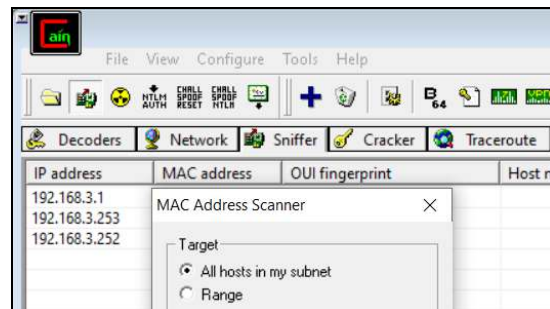 Cain
File View Configure Tools Help
NTLM AUTH CHALL SPOOF RESET CHALL SPOOF NTLM B 64
Decoders Network Sniffer Cracker Traceroute
IP address MAC address OUI fingerprint Host
192.168.3.1
192.168.3.253
192.168.3.252
MAC Address Scanner
Target
All hosts in my subnet
Range